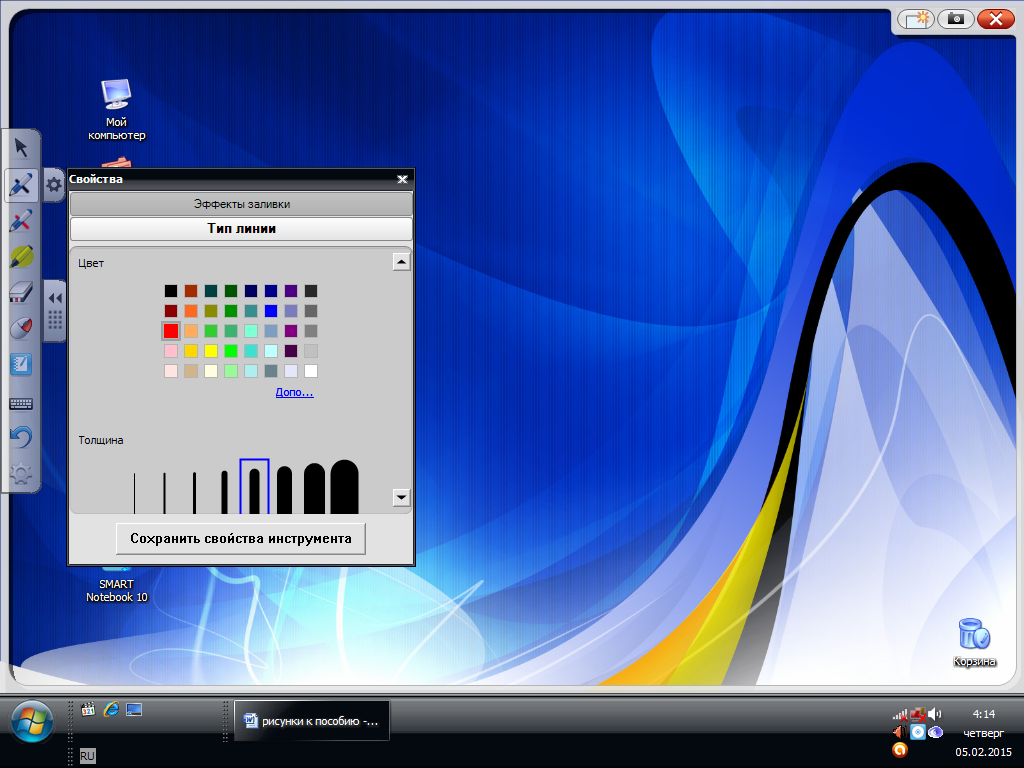 Мой
компьютер
Свойства
Эффекты заливки
Тип линии
Цвет
Допо...
Толщина
Сохранить свойства инструмента
SMART
Notebook 10
Корзина
рисунки к пособию -...
RU
4:14
четверг
05.02.2015